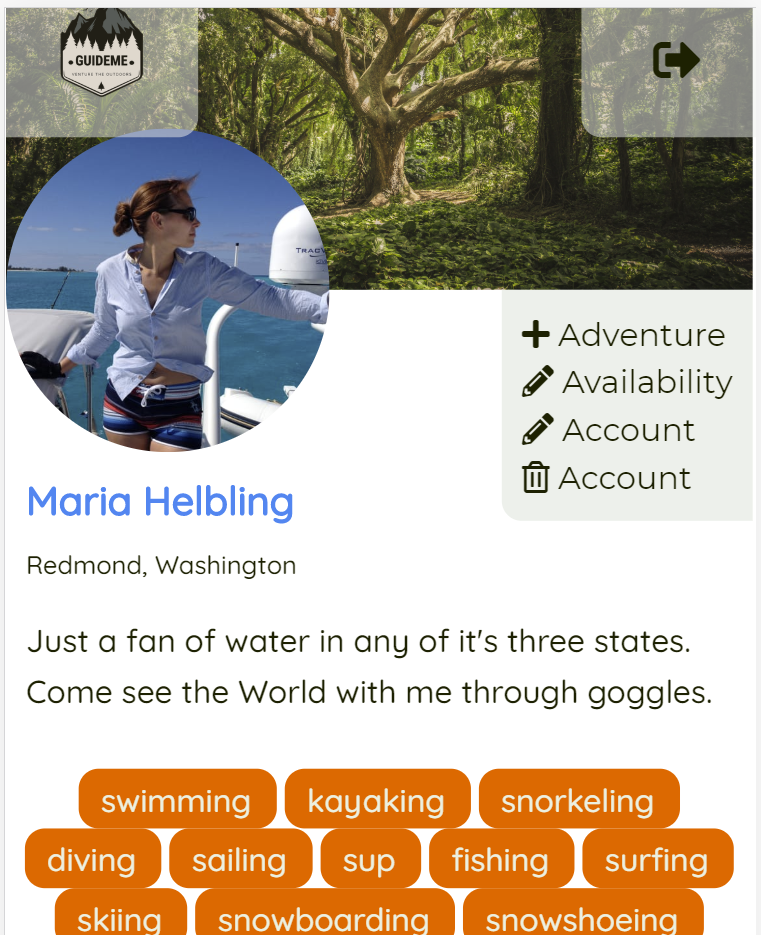 GUIDEME
VENTURE THE OUTDOORS
TRAC
Adventure
Availability
Account
Account
Maria Helbling
Redmond, Washington
Just a fan of water in any of it's three states.
Come see the World with me through goggles.
swimming kayaking snorkeling
diving sailing sup fishing surfing
skiing snowboarding snowshoeing